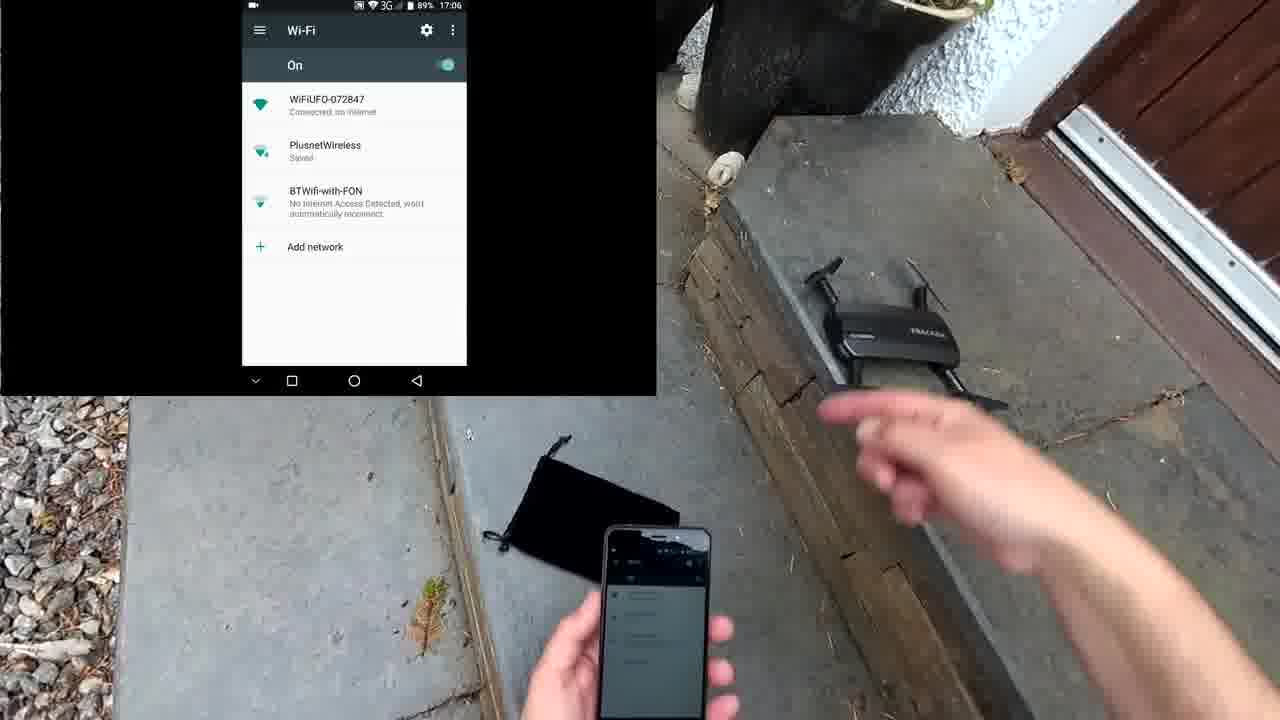 3G 89% 17:06
Wi-Fi
On
WiFiUFO-072847
Connected, no Internet
PlusnetWireless
Saved
BTWifi-with-FON
No Internet Access Detected, won't
automatically reconnect.
Add network
TRACKER